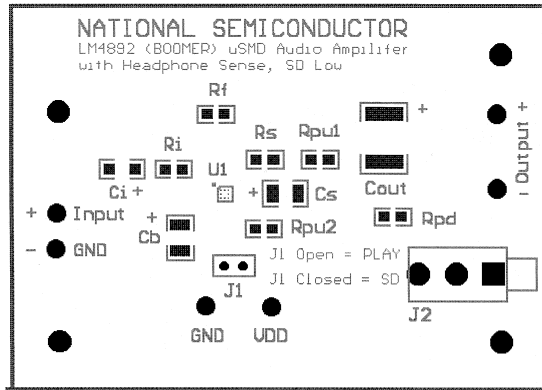 NATIONAL SEMICONDUCTOR
LM4892 (BOOMER) uSMD Audio Ampilifer
with Headphone Sense, SD Low
Rf
+
Output +
-
Rs
Rpu1
Ri
U1
Ci +
+
Cs
Cout
+ Input
+
Cb
Rpu2
Rpd
- GND
J1 Open = PLAY
J1 Closed = SD
J1
J2
GND
VDD